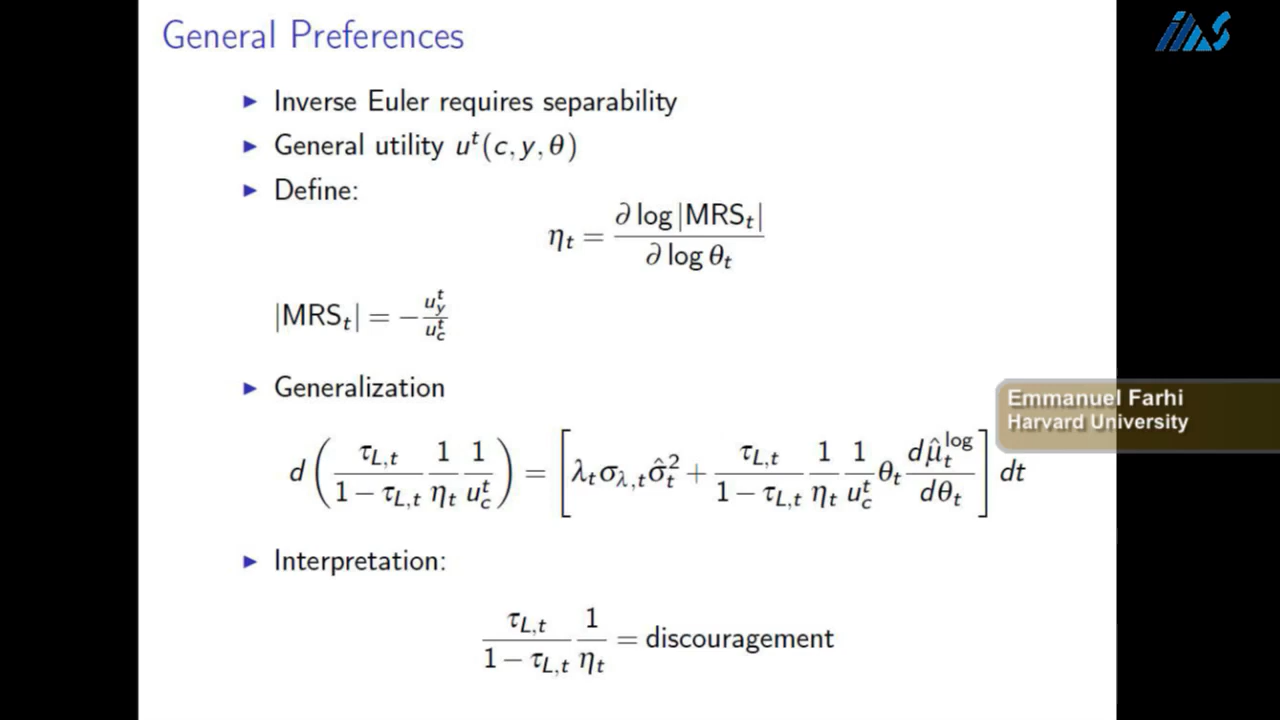 General Preferences
▶ Inverse Euler requires separability
▶ General utility u^t(c, y, θ)
▶ Define:
η_t = ∂ log |MRS_t| / ∂ log θ_t
|MRS_t| = − u^t_y / u^t_c
▶ Generalization
d ( τ_{L,t} / (1 − τ_{L,t}) 1/η_t 1/u^t_c ) = [ λ_t σ_{λ,t} σ̂_t^2 + τ_{L,t} / (1 − τ_{L,t}) 1/η_t 1/u^t_c θ_t dμ̂_t^{log} / dθ_t ] dt
▶ Interpretation:
τ_{L,t} / (1 − τ_{L,t}) 1/η_t = discouragement
iAS
Emmanuel Farhi
Harvard University